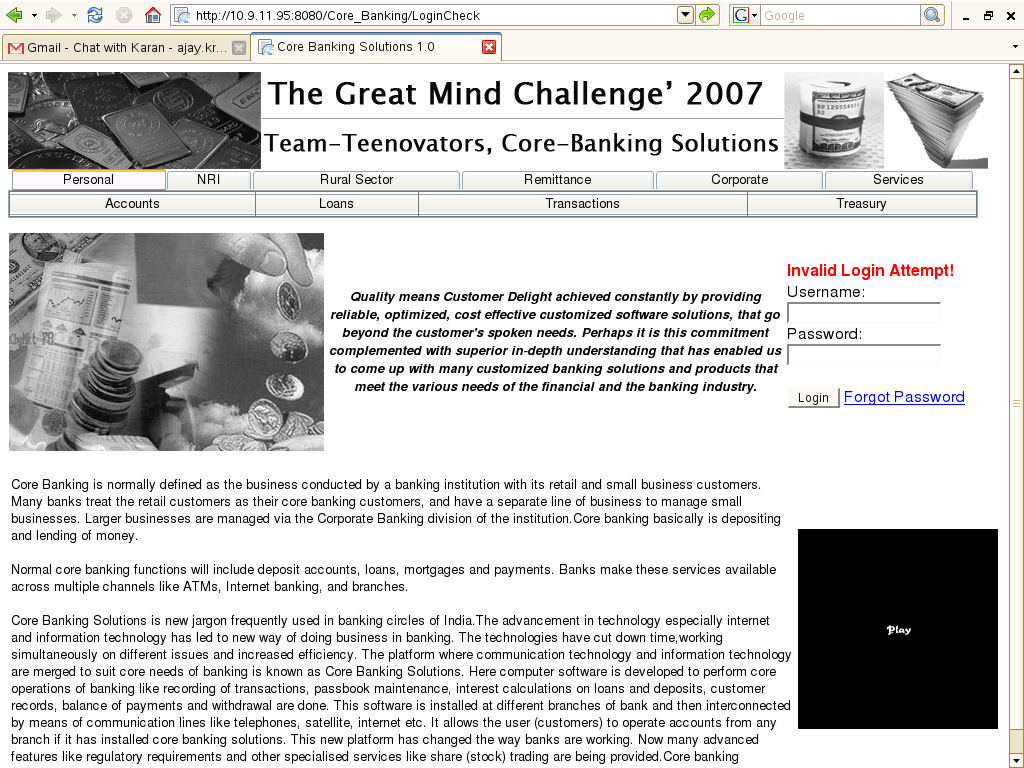 http://10.9.11.95:8080/Core_Banking/LoginCheck
G Google
Gmail - Chat with Karan - ajay.kr...
Core Banking Solutions 1.0
The Great Mind Challenge' 2007
Team-Teenovators, Core-Banking Solutions
Personal NRI Rural Sector Remittance Corporate Services
Accounts Loans Transactions Treasury
Quality means Customer Delight achieved constantly by providing
reliable, optimized, cost effective customized software solutions, that go
beyond the customer's spoken needs. Perhaps it is this commitment
complemented with superior in-depth understanding that has enabled us
to come up with many customized banking solutions and products that
meet the various needs of the financial and the banking industry.
Invalid Login Attempt!
Username:
Password:
Login Forgot Password
Core Banking is normally defined as the business conducted by a banking institution with its retail and small business customers.
Many banks treat the retail customers as their core banking customers, and have a separate line of business to manage small
businesses. Larger businesses are managed via the Corporate Banking division of the institution.Core banking basically is depositing
and lending of money.
Normal core banking functions will include deposit accounts, loans, mortgages and payments. Banks make these services available
across multiple channels like ATMs, Internet banking, and branches.
Core Banking Solutions is new jargon frequently used in banking circles of India.The advancement in technology especially internet
and information technology has led to new way of doing business in banking. The technologies have cut down time,working
simultaneously on different issues and increased efficiency. The platform where communication technology and information technology
are merged to suit core needs of banking is known as Core Banking Solutions. Here computer software is developed to perform core
operations of banking like recording of transactions, passbook maintenance, interest calculations on loans and deposits, customer
records, balance of payments and withdrawal are done. This software is installed at different branches of bank and then interconnected
by means of communication lines like telephones, satellite, internet etc. It allows the user (customers) to operate accounts from any
branch if it has installed core banking solutions. This new platform has changed the way banks are working. Now many advanced
features like regulatory requirements and other specialised services like share (stock) trading are being provided.Core banking
Play